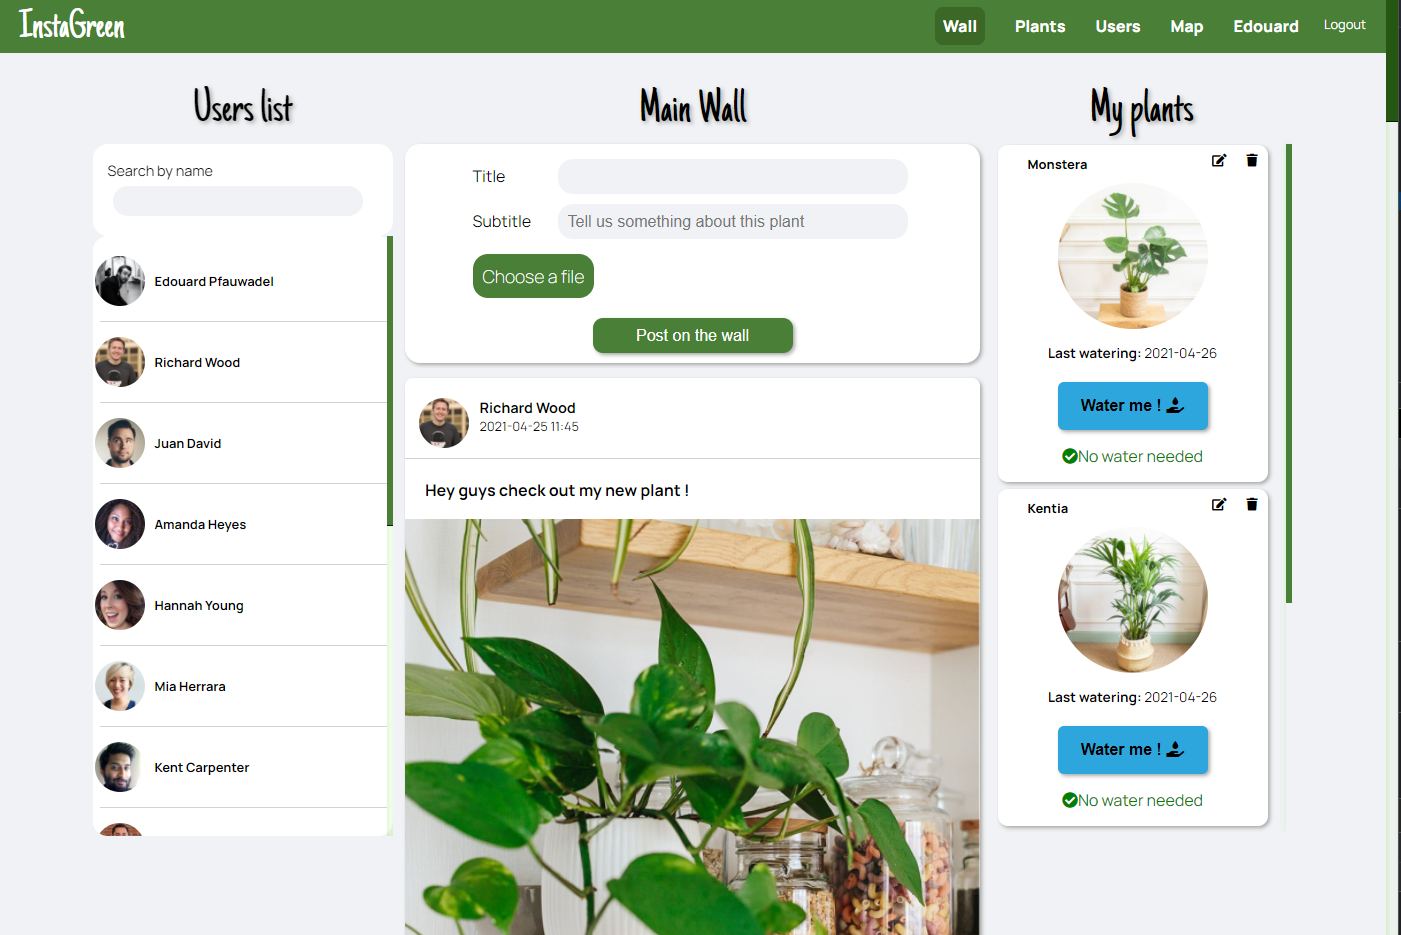 InstaGreen
Wall
Plants
Users
Map
Edouard
Logout
Users list
Search by name
Edouard Pfauwadel
Richard Wood
Juan David
Amanda Heyes
Hannah Young
Mia Herrara
Kent Carpenter
Main Wall
Title
Subtitle
Tell us something about this plant
Choose a file
Post on the wall
Richard Wood
2021-04-25 11:45
Hey guys check out my new plant !
My plants
Monstera
Last watering: 2021-04-26
Water me !
No water needed
Kentia
Last watering: 2021-04-26
Water me !
No water needed